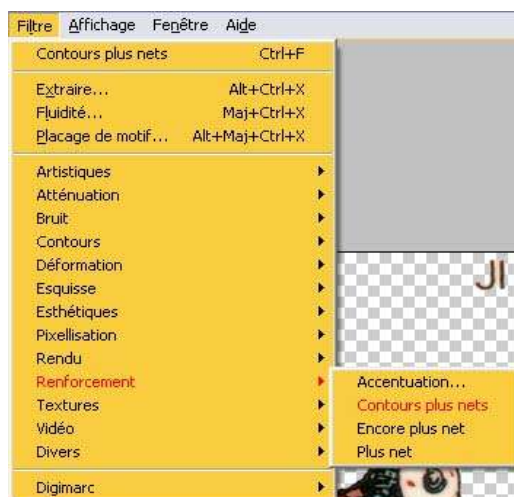 Filtre Affichage Fenêtre Aide
Contours plus nets Ctrl+F
Extraire... Alt+Ctrl+X
Fluidité... Maj+Ctrl+X
Placage de motif... Alt+Maj+Ctrl+X
Artistiques
Atténuation
Bruit
Contours
Déformation
Esquisse
Esthétiques
Pixellisation
Rendu
Renforcement
Textures
Vidéo
Divers
Digimarc
Accentuation...
Contours plus nets
Encore plus net
Plus net
JI